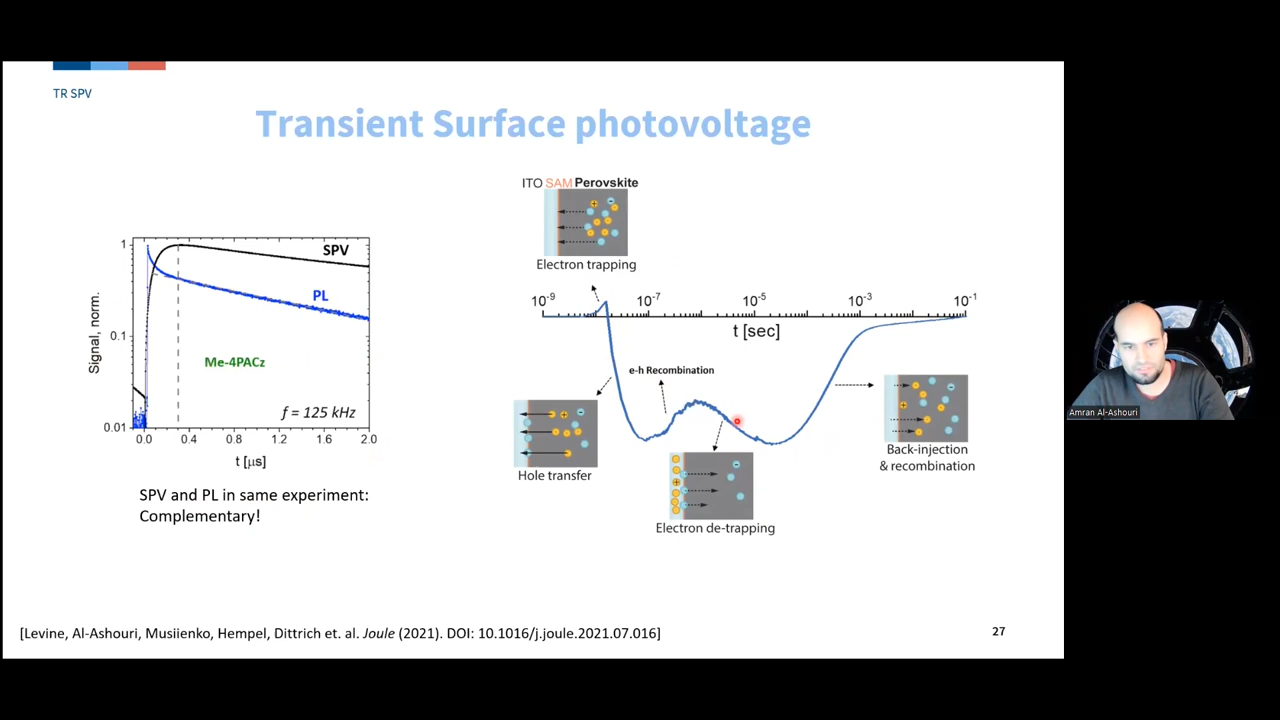 TR SPV
Transient Surface photovoltage
1
0.1
0.01
Signal, norm.
SPV
PL
Me-4PACz
f = 125 kHz
0.0 0.4 0.8 1.2 1.6 2.0
t [µs]
SPV and PL in same experiment:
Complementary!
ITO SAM Perovskite
Electron trapping
10⁻⁹ 10⁻⁷ 10⁻⁵ 10⁻³ 10⁻¹
t [sec]
e-h Recombination
Hole transfer
Electron de-trapping
Back-injection
& recombination
[Levine, Al-Ashouri, Musiienko, Hempel, Dittrich et. al. Joule (2021). DOI: 10.1016/j.joule.2021.07.016]
27
Amran Al-Ashouri